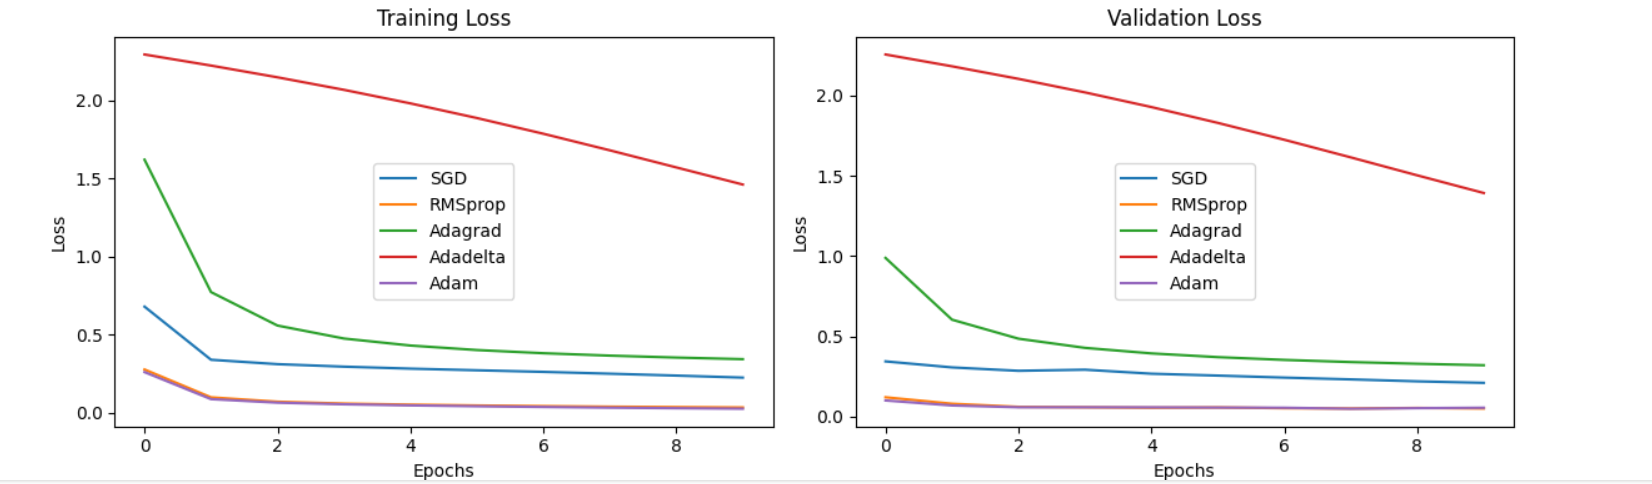 Training Loss
Loss
2.0
1.5
1.0
0.5
0.0
SGD
RMSprop
Adagrad
Adadelta
Adam
0 2 4 6 8
Epochs
Validation Loss
Loss
2.0
1.5
1.0
0.5
0.0
SGD
RMSprop
Adagrad
Adadelta
Adam
0 2 4 6 8
Epochs